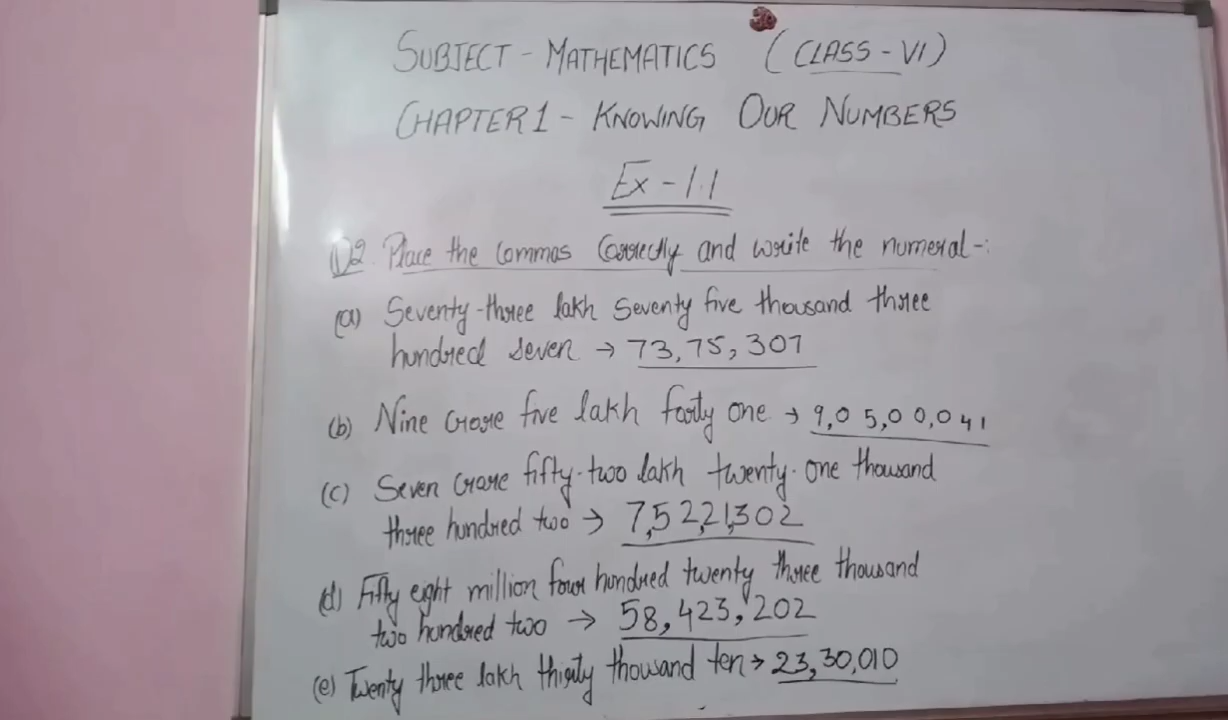 SUBJECT - MATHEMATICS (CLASS - VI)
CHAPTER 1 - KNOWING OUR NUMBERS
Ex - 1.1
Q2. Place the commas Correctly and write the numeral -:
(a) Seventy-three lakh Seventy five thousand three
hundred seven → 73,75,307
(b) Nine crore five lakh forty one → 9,05,00,041
(c) Seven crore fifty-two lakh twenty-one thousand
three hundred two → 7,52,21,302
(d) Fifty eight million four hundred twenty three thousand
two hundred two → 58,423,202
(e) Twenty three lakh thirty thousand ten → 23,30,010